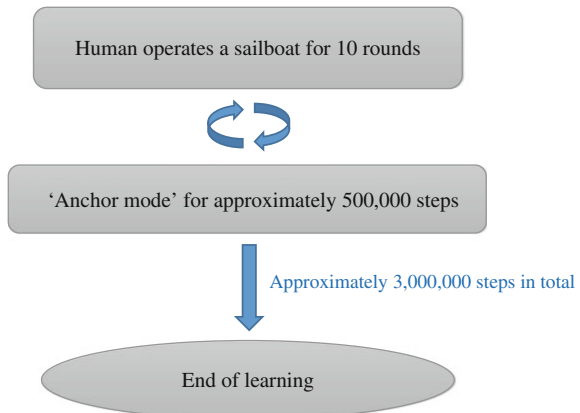 Human operates a sailboat for 10 rounds
‘Anchor mode’ for approximately 500,000 steps
Approximately 3,000,000 steps in total
End of learning